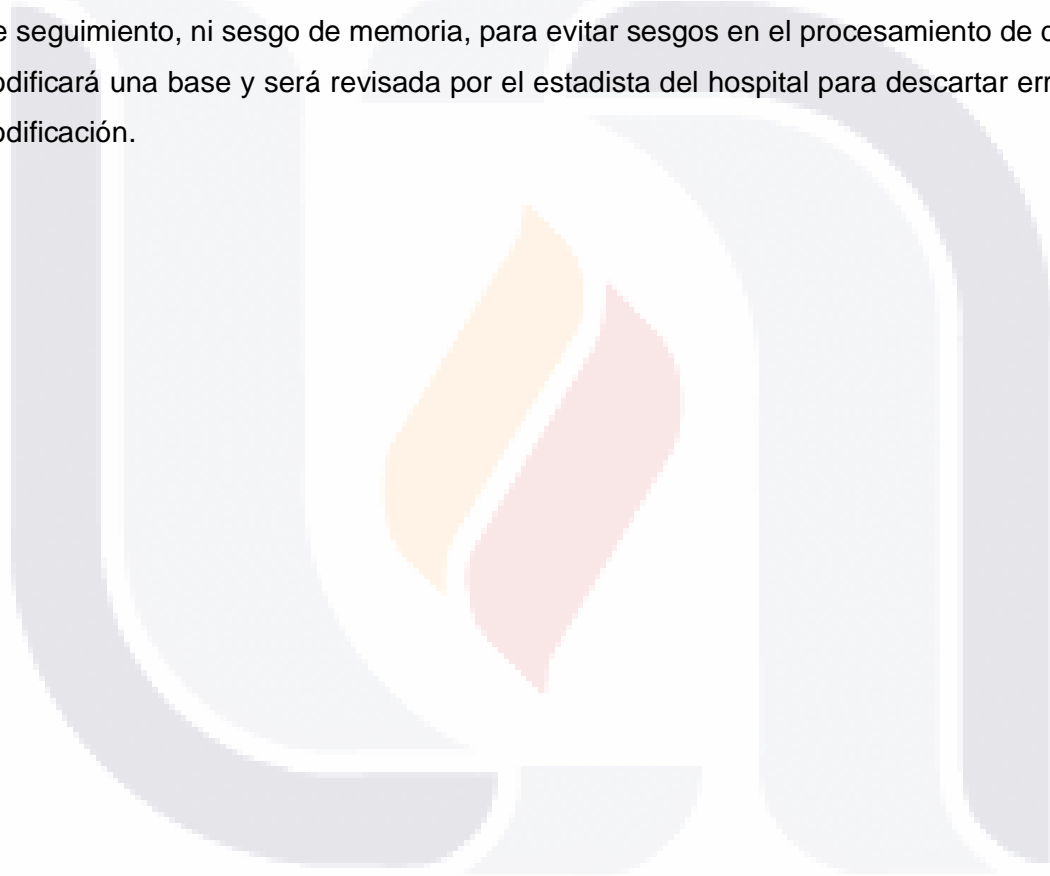 e seguimiento, ni sesgo de memoria, para evitar sesgos en el procesamiento de
odificará una base y será revisada por el estadista del hospital para descartar err
odificación.